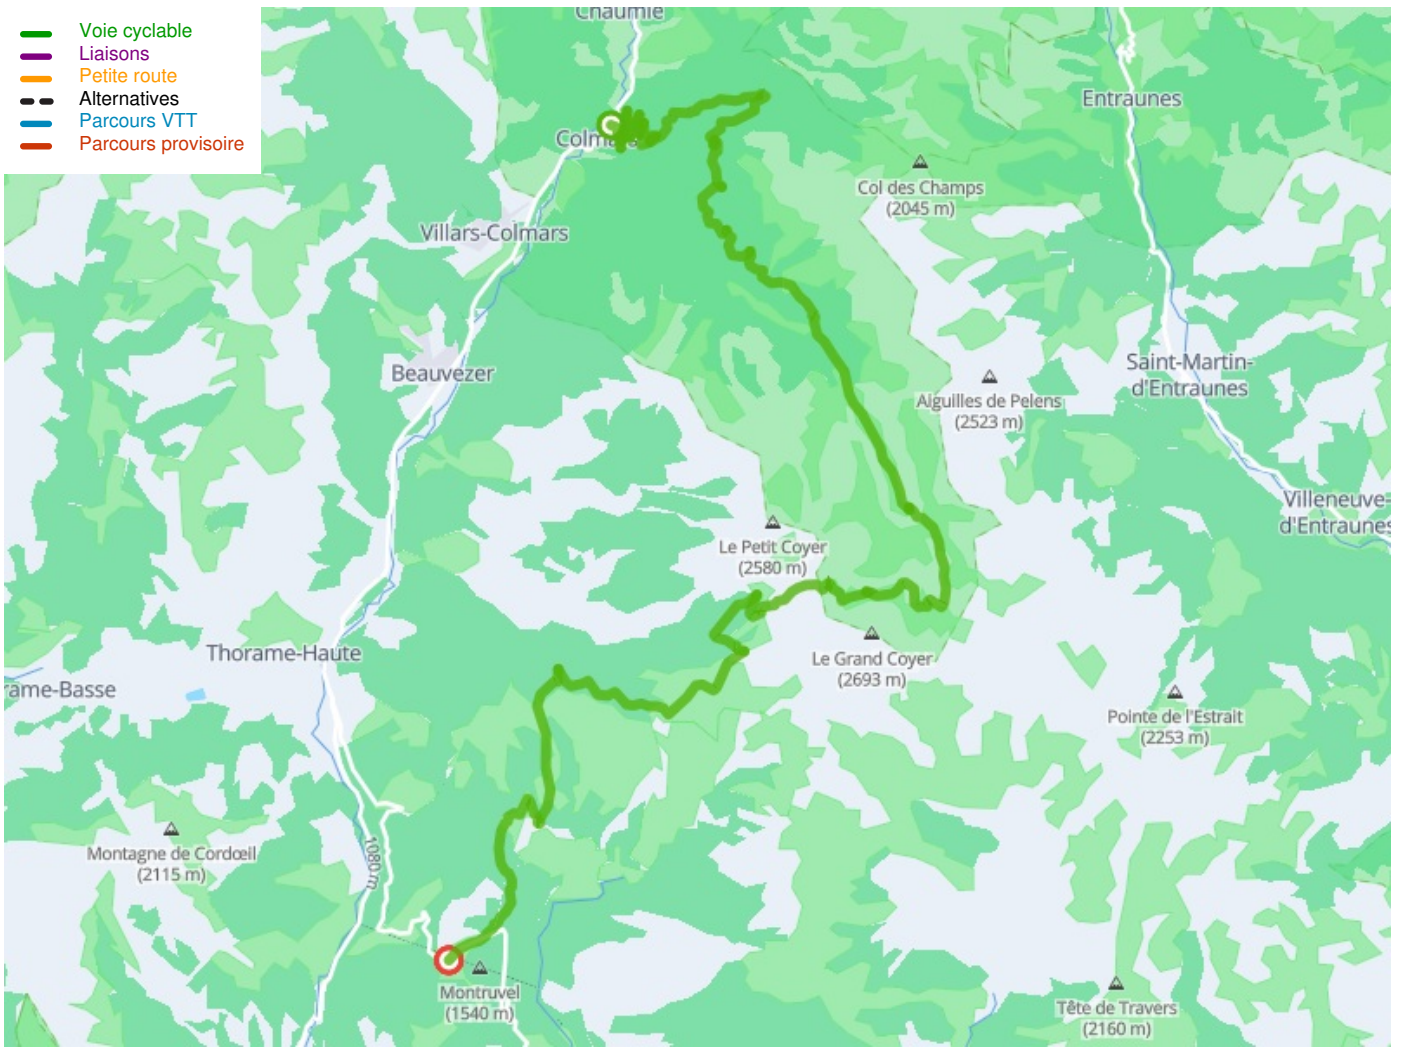 Voie cyclable
Liaisons
Petite route
Alternatives
Parcours VTT
Parcours provisoire
Entraunes
Col des Champs
(2045 m)
Villars-Colmars
Beauvezer
Saint-Martin-
d'Entraunes
Aiguilles de Pelens
(2523 m)
Villeneuve-
d'Entraunes
Le Petit Coyer
(2580 m)
Thorame-Haute
Le Grand Coyer
(2693 m)
rame-Basse
Pointe de l'Estrait
(2253 m)
Montagne de Cordœil
(2115 m)
1080 m
Montruvel
(1540 m)
Tête de Travers
(2160 m)